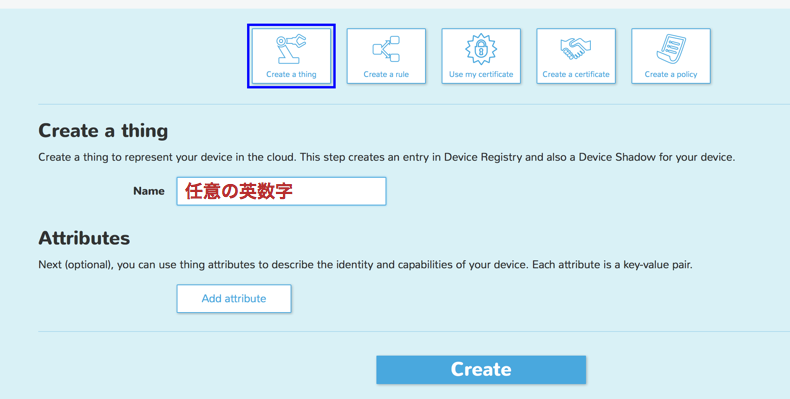 Create a thing
Create a rule
Use my certificate
Create a certificate
Create a policy
Create a thing
Create a thing to represent your device in the cloud. This step creates an entry in Device Registry and also a Device Shadow for your device.
Name 任意の英数字
Attributes
Next (optional), you can use thing attributes to describe the identity and capabilities of your device. Each attribute is a key-value pair.
Add attribute
Create